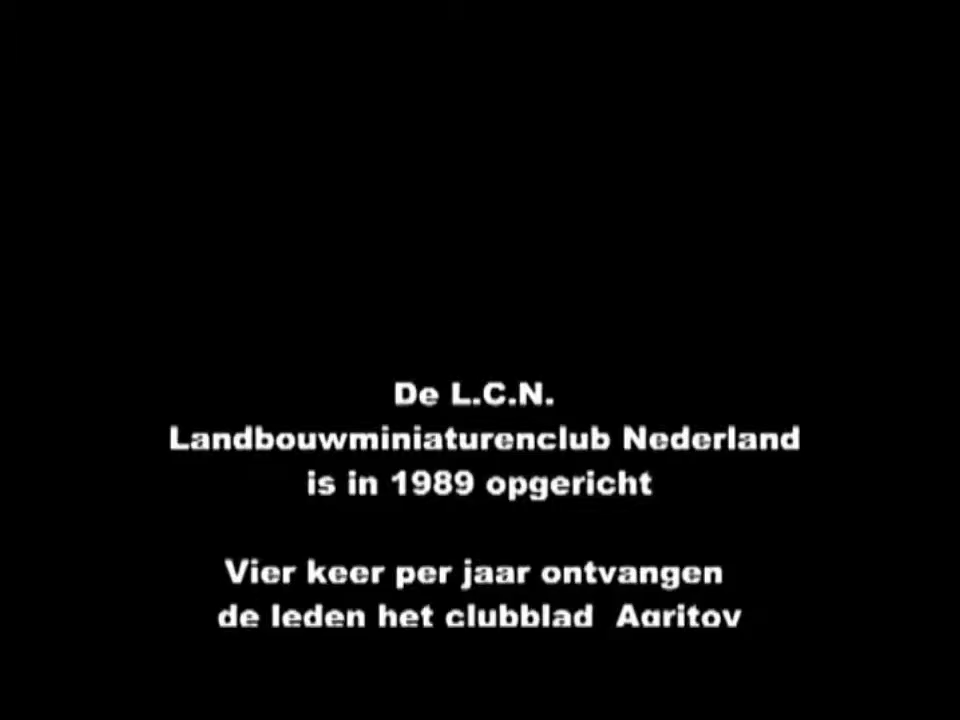 De L.C.N.
Landbouwminiaturenclub Nederland
is in 1989 opgericht
Vier keer per jaar ontvangen
de leden het clubblad Agritoy